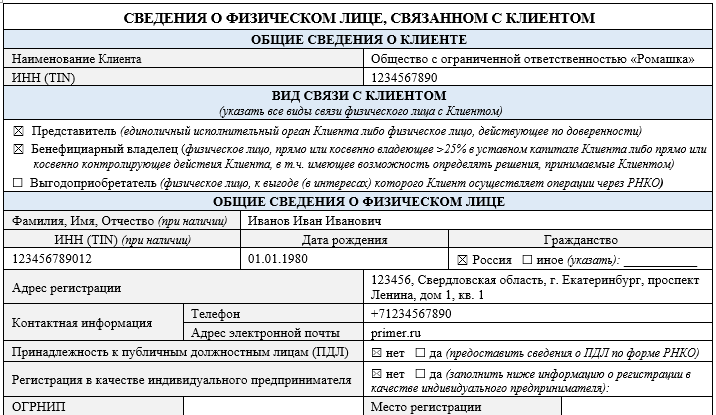 СВЕДЕНИЯ О ФИЗИЧЕСКОМ ЛИЦЕ, СВЯЗАННОМ С КЛИЕНТОМ
ОБЩИЕ СВЕДЕНИЯ О КЛИЕНТЕ
Наименование Клиента Общество с ограниченной ответственностью «Ромашка»
ИНН (TIN) 1234567890
ВИД СВЯЗИ С КЛИЕНТОМ
(указать все виды связи физического лица с Клиентом)
☒ Представитель (единоличный исполнительный орган Клиента либо физическое лицо, действующее по доверенности)
☒ Бенефициарный владелец (физическое лицо, прямо или косвенно владеющее >25% в уставном капитале Клиента либо прямо или
косвенно контролирующее действия Клиента, в т.ч. имеющее возможность определять решения, принимаемые Клиентом)
☐ Выгодоприобретатель (физическое лицо, к выгоде (в интересах) которого Клиент осуществляет операции через РНКО)
ОБЩИЕ СВЕДЕНИЯ О ФИЗИЧЕСКОМ ЛИЦЕ
Фамилия, Имя, Отчество (при наличии) Иванов Иван Иванович
ИНН (TIN) (при наличии) Дата рождения Гражданство
123456789012 01.01.1980 ☒ Россия ☐ иное (указать): ___________
Адрес регистрации 123456, Свердловская область, г. Екатеринбург, проспект
Ленина, дом 1, кв. 1
Контактная информация Телефон +71234567890
Адрес электронной почты primer.ru
Принадлежность к публичным должностным лицам (ПДЛ) ☒ нет ☐ да (предоставить сведения о ПДЛ по форме РНКО)
Регистрация в качестве индивидуального предпринимателя ☒ нет ☐ да (заполнить ниже информацию о регистрации в
качестве индивидуального предпринимателя):
ОГРНИП Место регистрации